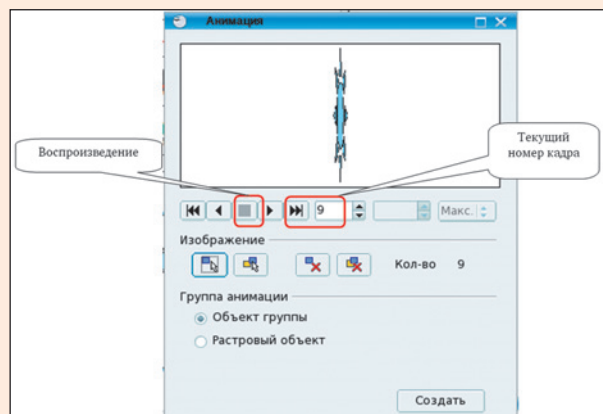 Анимация
Воспроизведение
Текущий
номер кадра
9
Макс.
Изображение
Кол-во 9
Группа анимации
Объект группы
Растровый объект
Создать